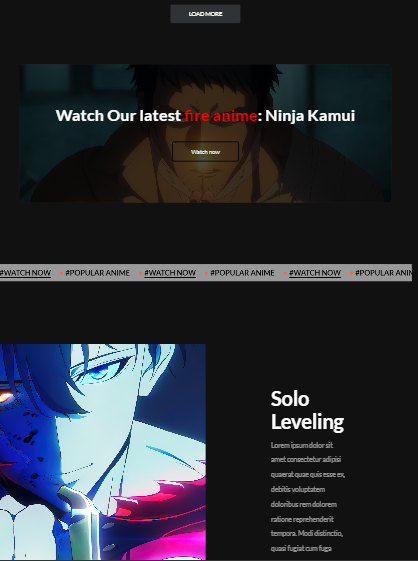 LOAD MORE
Watch Our latest fire anime: Ninja Kamui
Watch now
#WATCH NOW #POPULAR ANIME #WATCH NOW #POPULAR ANIME #WATCH NOW #POPULAR ANIM
Solo
Leveling
Lorem ipsum dolor sit
amet consectetur adipisi
quaerat quae quis esse ex,
debitis voluptatem
doloribus rem dolorem
ratione reprehenderit
tempora. Modi distinctio,
quasi fugiat cum fuga